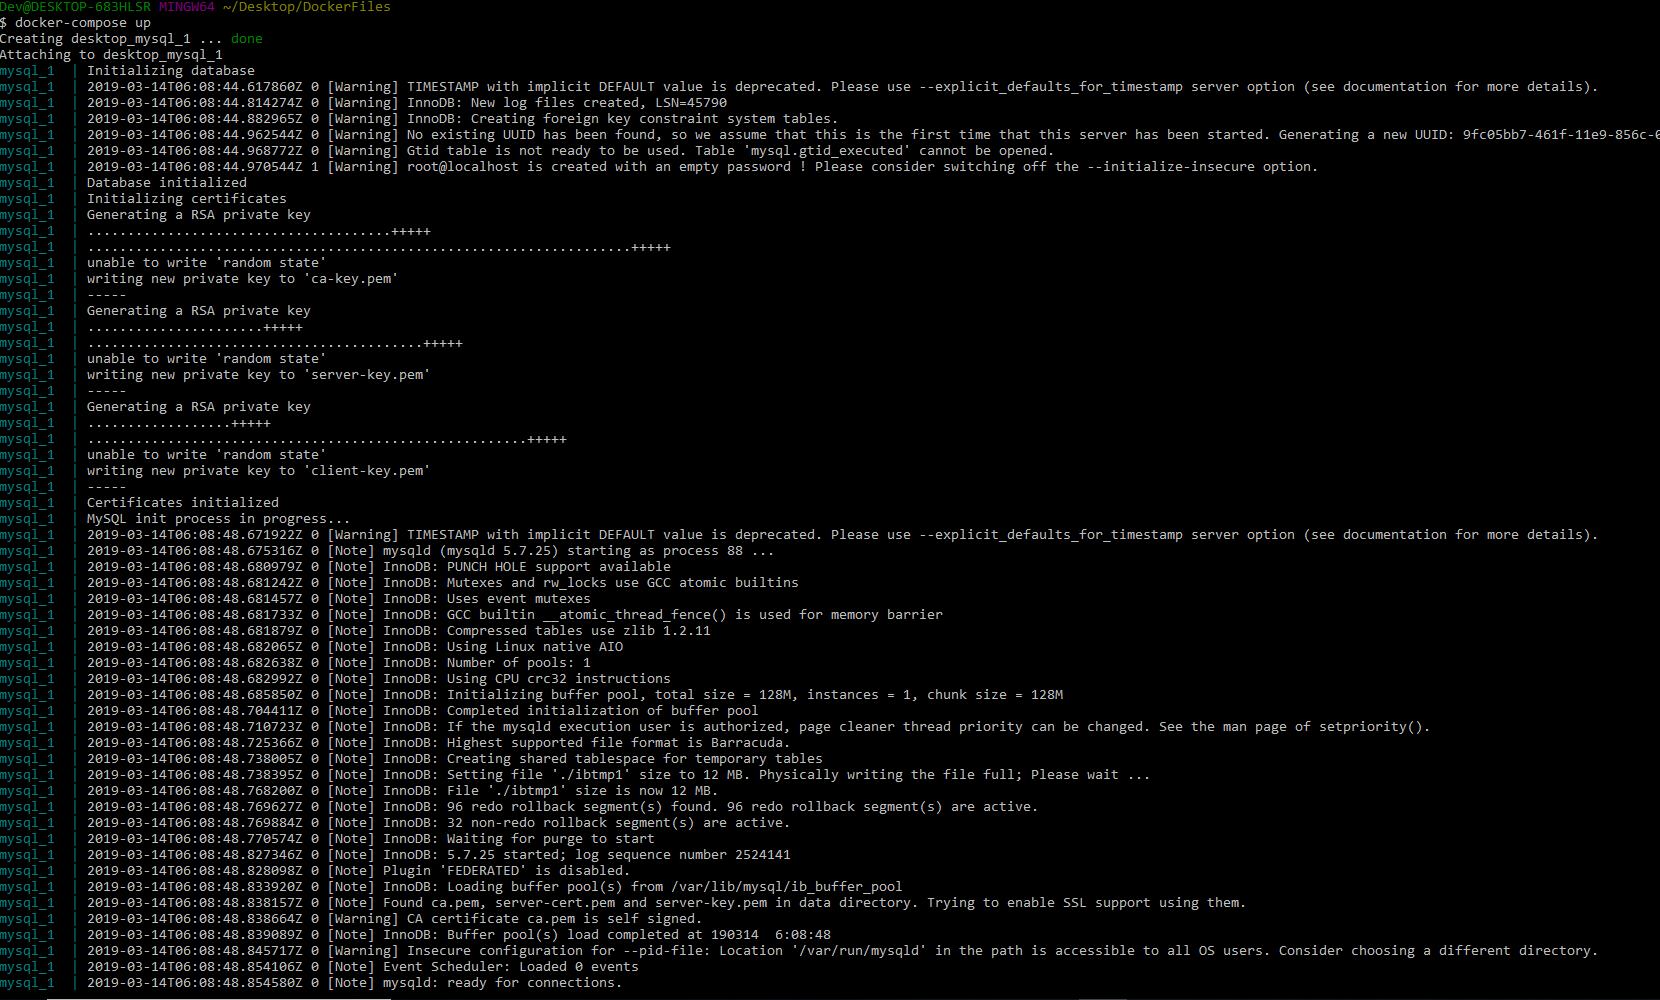 Dev@DESKTOP-683HLSR MINGW64 ~/Desktop/DockerFiles
$ docker-compose up
Creating desktop_mysql_1 ... done
Attaching to desktop_mysql_1
mysql_1  | Initializing database
mysql_1  | 2019-03-14T06:08:44.617860Z 0 [Warning] TIMESTAMP with implicit DEFAULT value is deprecated. Please use --explicit_defaults_for_timestamp server option (see documentation for more details).
mysql_1  | 2019-03-14T06:08:44.814274Z 0 [Warning] InnoDB: New log files created, LSN=45790
mysql_1  | 2019-03-14T06:08:44.882965Z 0 [Warning] InnoDB: Creating foreign key constraint system tables.
mysql_1  | 2019-03-14T06:08:44.962544Z 0 [Warning] No existing UUID has been found, so we assume that this is the first time that this server has been started. Generating a new UUID: 9fc05bb7-461f-11e9-856c-0
mysql_1  | 2019-03-14T06:08:44.968772Z 0 [Warning] Gtid table is not ready to be used. Table 'mysql.gtid_executed' cannot be opened.
mysql_1  | 2019-03-14T06:08:44.970544Z 1 [Warning] root@localhost is created with an empty password ! Please consider switching off the --initialize-insecure option.
mysql_1  | Database initialized
mysql_1  | Initializing certificates
mysql_1  | Generating a RSA private key
mysql_1  | ......................................+++++
mysql_1  | ....................................................................+++++
mysql_1  | unable to write 'random state'
mysql_1  | writing new private key to 'ca-key.pem'
mysql_1  | -----
mysql_1  | Generating a RSA private key
mysql_1  | ......................+++++
mysql_1  | ..........................................+++++
mysql_1  | unable to write 'random state'
mysql_1  | writing new private key to 'server-key.pem'
mysql_1  | -----
mysql_1  | Generating a RSA private key
mysql_1  | ..................+++++
mysql_1  | .......................................................+++++
mysql_1  | unable to write 'random state'
mysql_1  | writing new private key to 'client-key.pem'
mysql_1  | -----
mysql_1  | Certificates initialized
mysql_1  | MySQL init process in progress...
mysql_1  | 2019-03-14T06:08:48.671922Z 0 [Warning] TIMESTAMP with implicit DEFAULT value is deprecated. Please use --explicit_defaults_for_timestamp server option (see documentation for more details).
mysql_1  | 2019-03-14T06:08:48.675316Z 0 [Note] mysqld (mysqld 5.7.25) starting as process 88 ...
mysql_1  | 2019-03-14T06:08:48.680979Z 0 [Note] InnoDB: PUNCH HOLE support available
mysql_1  | 2019-03-14T06:08:48.681242Z 0 [Note] InnoDB: Mutexes and rw_locks use GCC atomic builtins
mysql_1  | 2019-03-14T06:08:48.681457Z 0 [Note] InnoDB: Uses event mutexes
mysql_1  | 2019-03-14T06:08:48.681733Z 0 [Note] InnoDB: GCC builtin __atomic_thread_fence() is used for memory barrier
mysql_1  | 2019-03-14T06:08:48.681879Z 0 [Note] InnoDB: Compressed tables use zlib 1.2.11
mysql_1  | 2019-03-14T06:08:48.682065Z 0 [Note] InnoDB: Using Linux native AIO
mysql_1  | 2019-03-14T06:08:48.682638Z 0 [Note] InnoDB: Number of pools: 1
mysql_1  | 2019-03-14T06:08:48.682992Z 0 [Note] InnoDB: Using CPU crc32 instructions
mysql_1  | 2019-03-14T06:08:48.685850Z 0 [Note] InnoDB: Initializing buffer pool, total size = 128M, instances = 1, chunk size = 128M
mysql_1  | 2019-03-14T06:08:48.704411Z 0 [Note] InnoDB: Completed initialization of buffer pool
mysql_1  | 2019-03-14T06:08:48.710723Z 0 [Note] InnoDB: If the mysqld execution user is authorized, page cleaner thread priority can be changed. See the man page of setpriority().
mysql_1  | 2019-03-14T06:08:48.725366Z 0 [Note] InnoDB: Highest supported file format is Barracuda.
mysql_1  | 2019-03-14T06:08:48.738005Z 0 [Note] InnoDB: Creating shared tablespace for temporary tables
mysql_1  | 2019-03-14T06:08:48.738395Z 0 [Note] InnoDB: Setting file './ibtmp1' size to 12 MB. Physically writing the file full; Please wait ...
mysql_1  | 2019-03-14T06:08:48.768200Z 0 [Note] InnoDB: File './ibtmp1' size is now 12 MB.
mysql_1  | 2019-03-14T06:08:48.769627Z 0 [Note] InnoDB: 96 redo rollback segment(s) found. 96 redo rollback segment(s) are active.
mysql_1  | 2019-03-14T06:08:48.769884Z 0 [Note] InnoDB: 32 non-redo rollback segment(s) are active.
mysql_1  | 2019-03-14T06:08:48.770574Z 0 [Note] InnoDB: Waiting for purge to start
mysql_1  | 2019-03-14T06:08:48.827346Z 0 [Note] InnoDB: 5.7.25 started; log sequence number 2524141
mysql_1  | 2019-03-14T06:08:48.828098Z 0 [Note] Plugin 'FEDERATED' is disabled.
mysql_1  | 2019-03-14T06:08:48.833920Z 0 [Note] InnoDB: Loading buffer pool(s) from /var/lib/mysql/ib_buffer_pool
mysql_1  | 2019-03-14T06:08:48.838157Z 0 [Note] Found ca.pem, server-cert.pem and server-key.pem in data directory. Trying to enable SSL support using them.
mysql_1  | 2019-03-14T06:08:48.838664Z 0 [Warning] CA certificate ca.pem is self signed.
mysql_1  | 2019-03-14T06:08:48.839089Z 0 [Note] InnoDB: Buffer pool(s) load completed at 190314  6:08:48
mysql_1  | 2019-03-14T06:08:48.845717Z 0 [Warning] Insecure configuration for --pid-file: Location '/var/run/mysqld' in the path is accessible to all OS users. Consider choosing a different directory.
mysql_1  | 2019-03-14T06:08:48.854106Z 0 [Note] Event Scheduler: Loaded 0 events
mysql_1  | 2019-03-14T06:08:48.854580Z 0 [Note] mysqld: ready for connections.